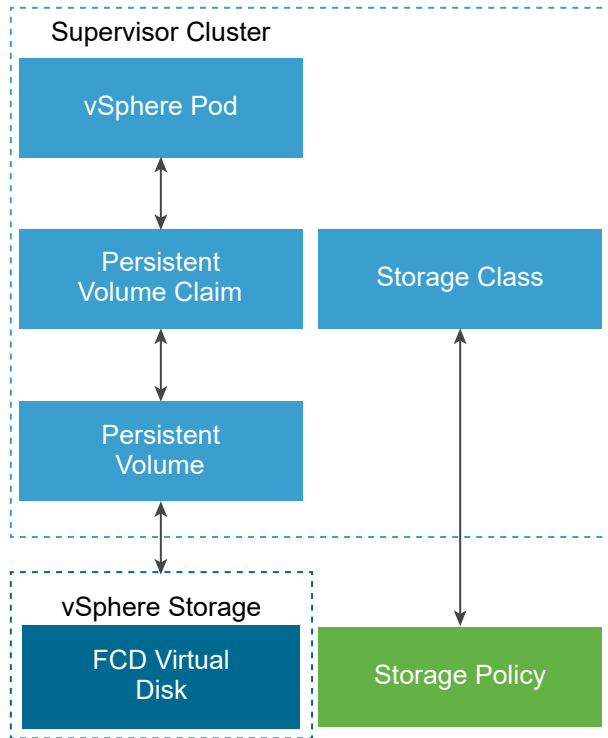 Supervisor Cluster
vSphere Pod
Persistent
Volume Claim
Storage Class
Persistent
Volume
vSphere Storage
FCD Virtual
Disk
Storage Policy